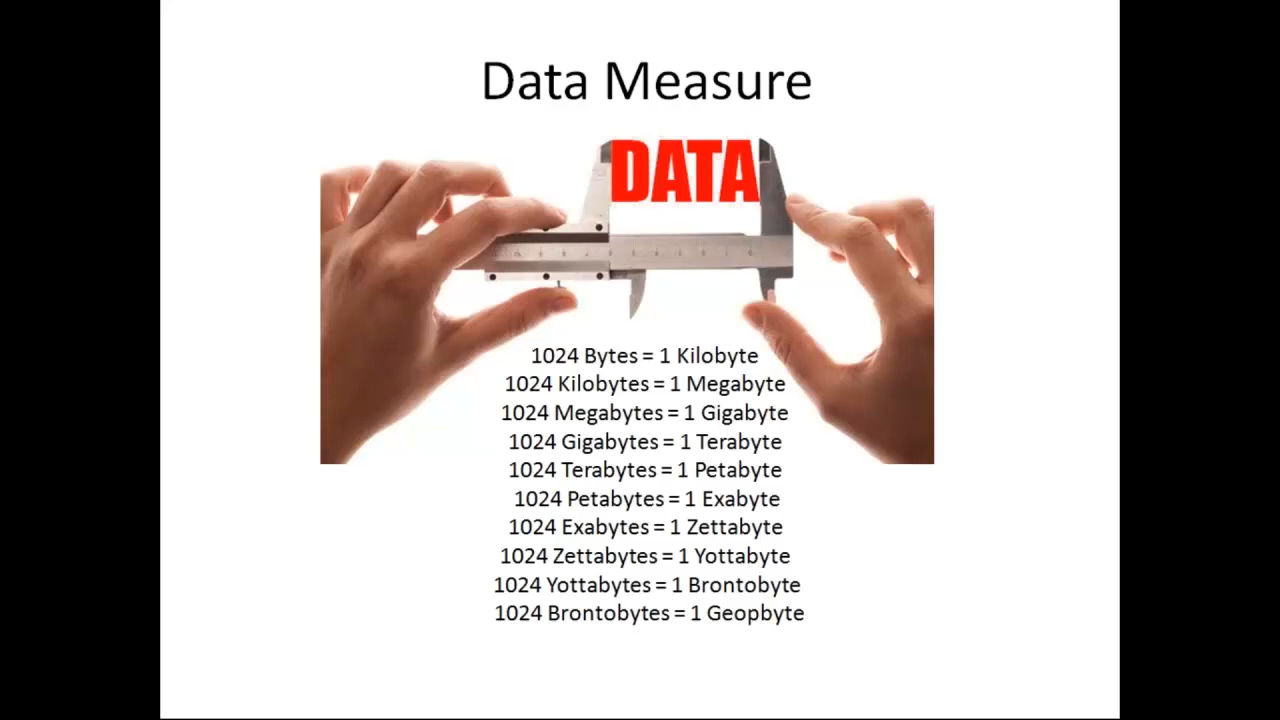 Data Measure
DATA
1024 Bytes = 1 Kilobyte
1024 Kilobytes = 1 Megabyte
1024 Megabytes = 1 Gigabyte
1024 Gigabytes = 1 Terabyte
1024 Terabytes = 1 Petabyte
1024 Petabytes = 1 Exabyte
1024 Exabytes = 1 Zettabyte
1024 Zettabytes = 1 Yottabyte
1024 Yottabytes = 1 Brontobyte
1024 Brontobytes = 1 Geopbyte